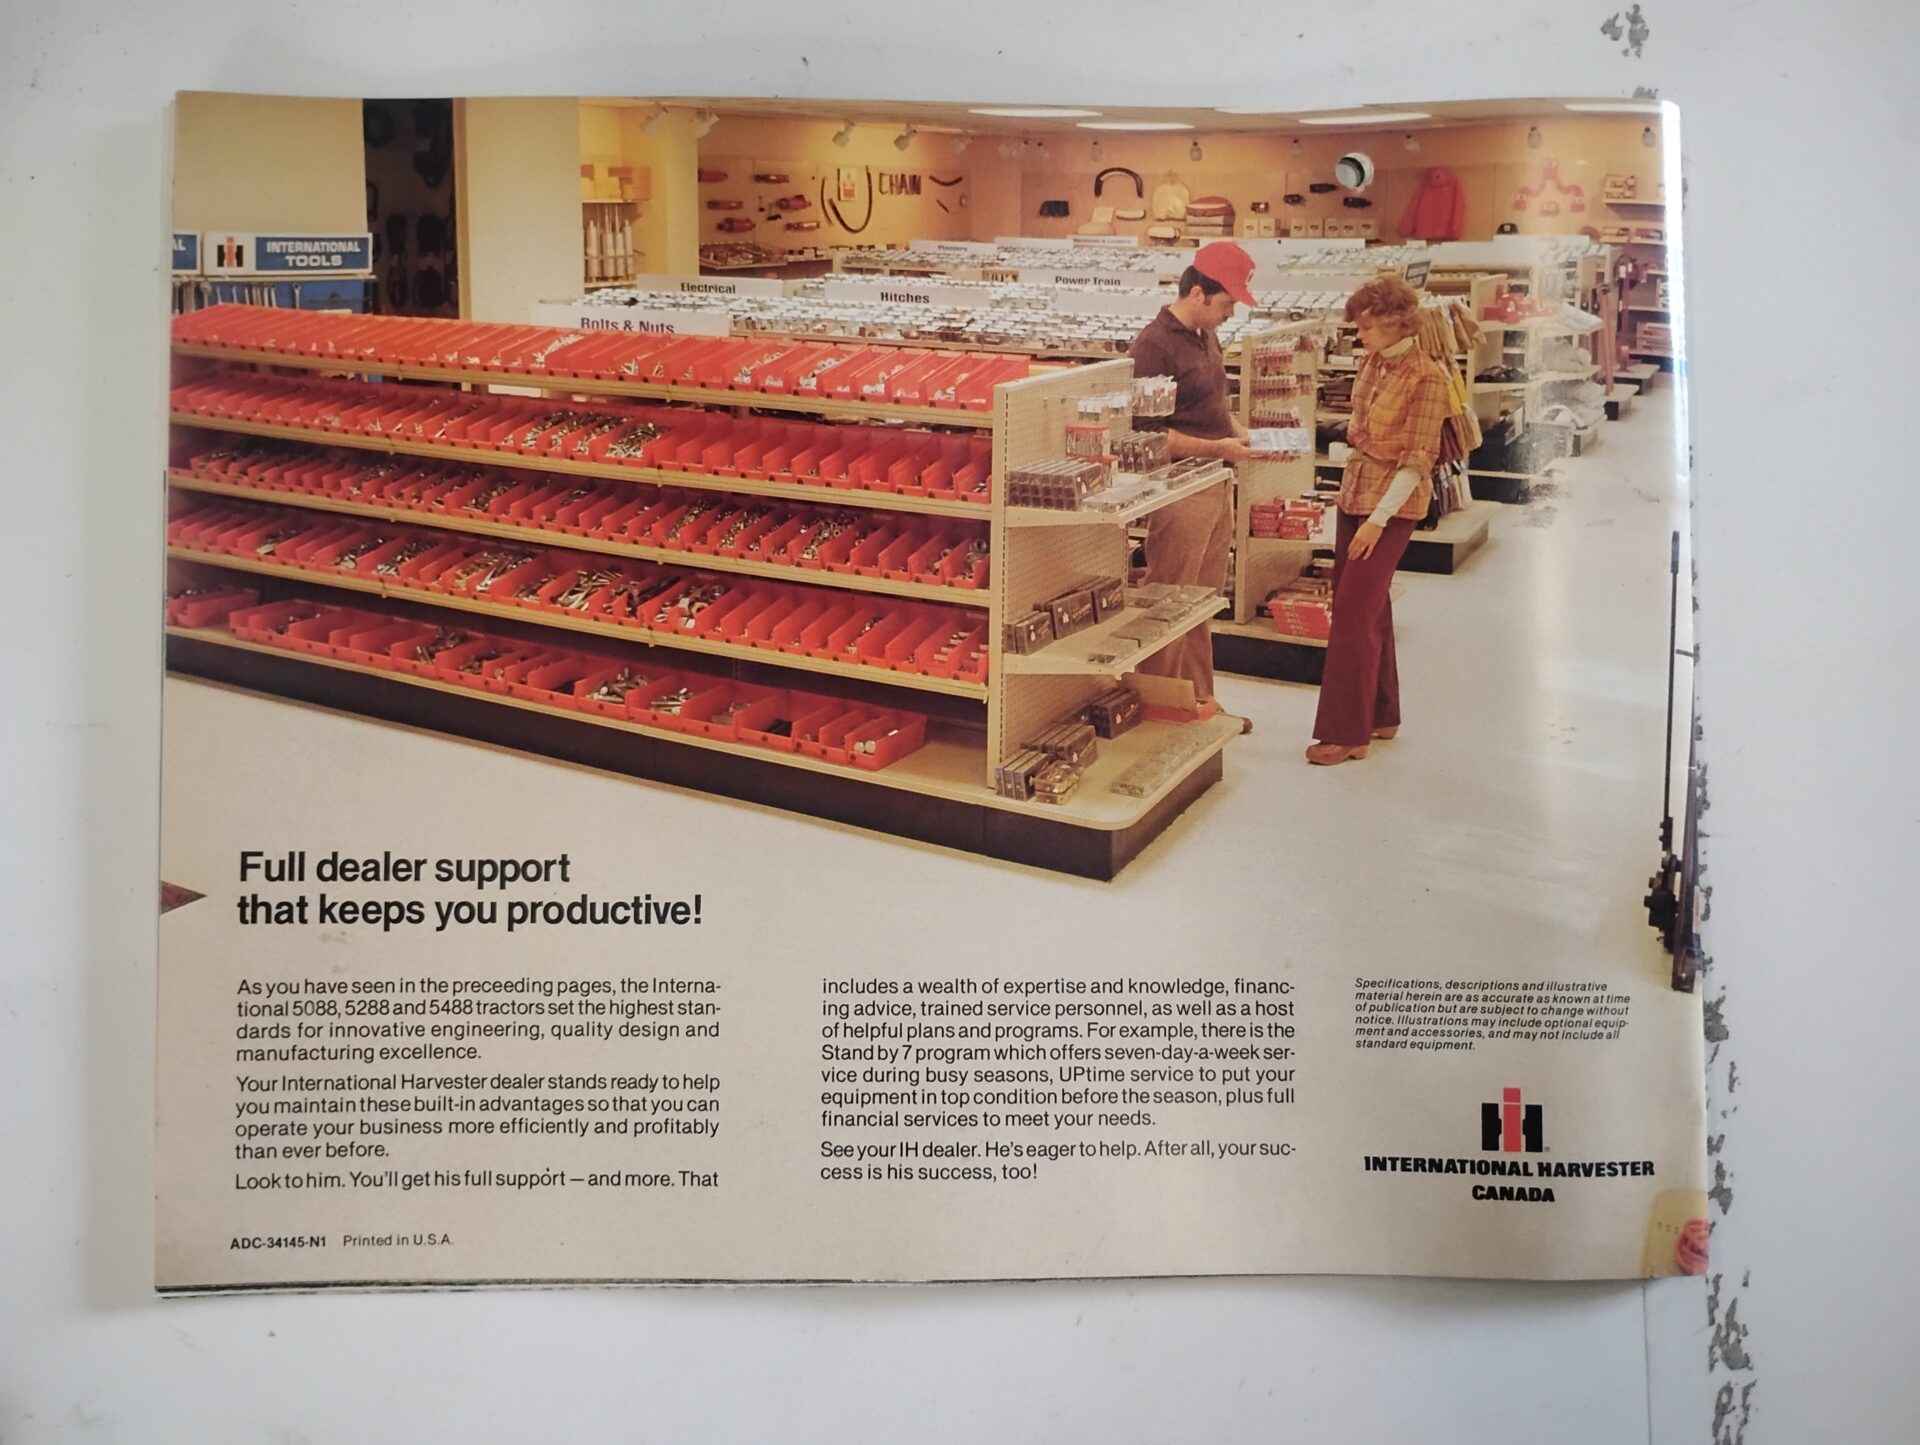 CHAIN
AL
INTERNATIONAL
TOOLS
Electrical
Hitches
Power Train
Bolts & Nuts
Full dealer support
that keeps you productive!
As you have seen in the preceeding pages, the Interna-
tional 5088, 5288 and 5488 tractors set the highest stan-
dards for innovative engineering, quality design and
manufacturing excellence.
Your International Harvester dealer stands ready to help
you maintain these built-in advantages so that you can
operate your business more efficiently and profitably
than ever before.
Look to him. You'll get his full support — and more. That
includes a wealth of expertise and knowledge, financ-
ing advice, trained service personnel, as well as a host
of helpful plans and programs. For example, there is the
Stand by 7 program which offers seven-day-a-week ser-
vice during busy seasons, UPtime service to put your
equipment in top condition before the season, plus full
financial services to meet your needs.
See your IH dealer. He's eager to help. After all, your suc-
cess is his success, too!
Specifications, descriptions and illustrative
material herein are as accurate as known at time
of publication but are subject to change without
notice. Illustrations may include optional equip-
ment and accessories, and may not include all
standard equipment.
INTERNATIONAL HARVESTER
CANADA
ADC-34145-N1 Printed in U.S.A.